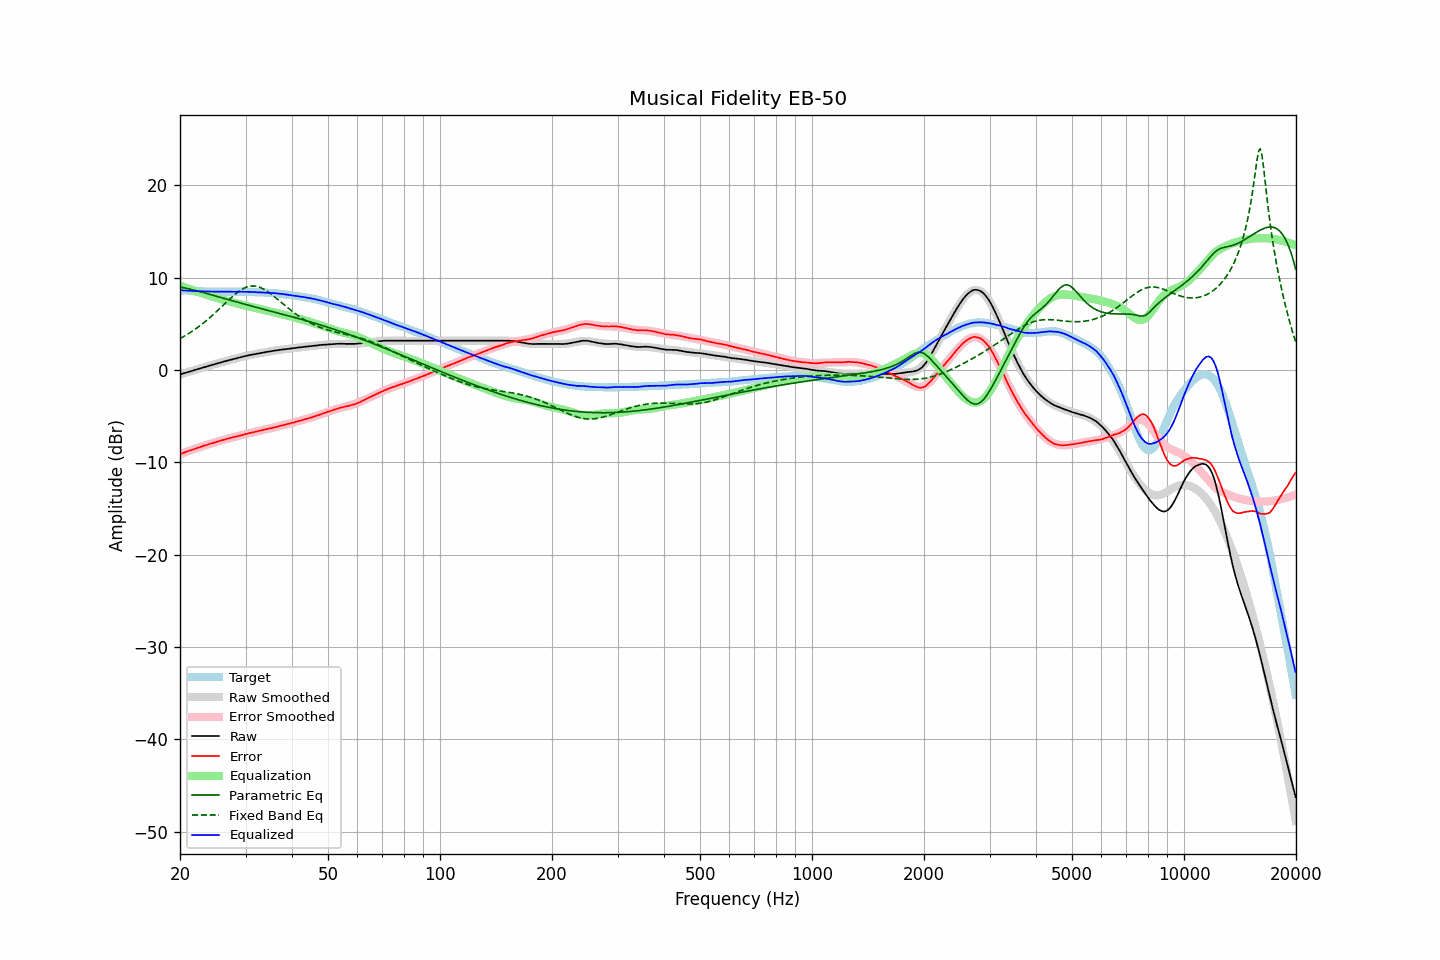 Musical Fidelity EB-50
Amplitude (dBr)
20
10
0
−10
−20
−30
−40
−50
Target
Raw Smoothed
Error Smoothed
Raw
Error
Equalization
Parametric Eq
Fixed Band Eq
Equalized
20 50 100 200 500 1000 2000 5000 10000 20000
Frequency (Hz)